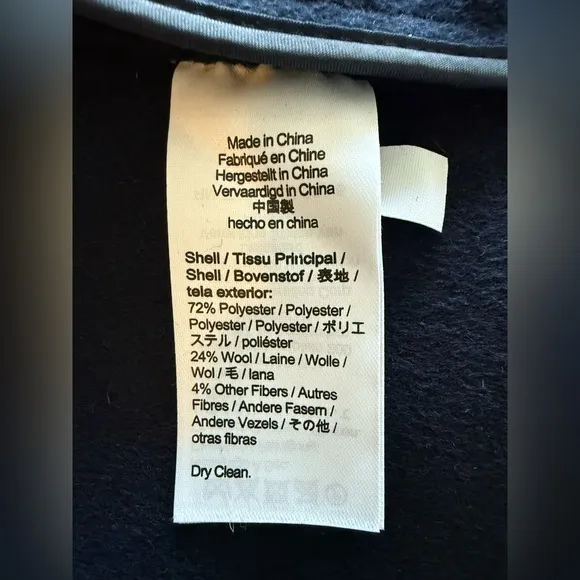 Made in China
Fabriqué en Chine
Hergestellt in China
Vervaardigd in China
中国製
hecho en china
Shell / Tissu Principal /
Shell / Bovenstof / 表地 /
tela exterior:
72% Polyester / Polyester /
Polyester / Polyester / ポリエ
ステル / poliéster
24% Wool / Laine / Wolle /
Wol / 毛 / lana
4% Other Fibers / Autres
Fibres / Andere Fasern /
Andere Vezels / その他 /
otras fibras
Dry Clean.